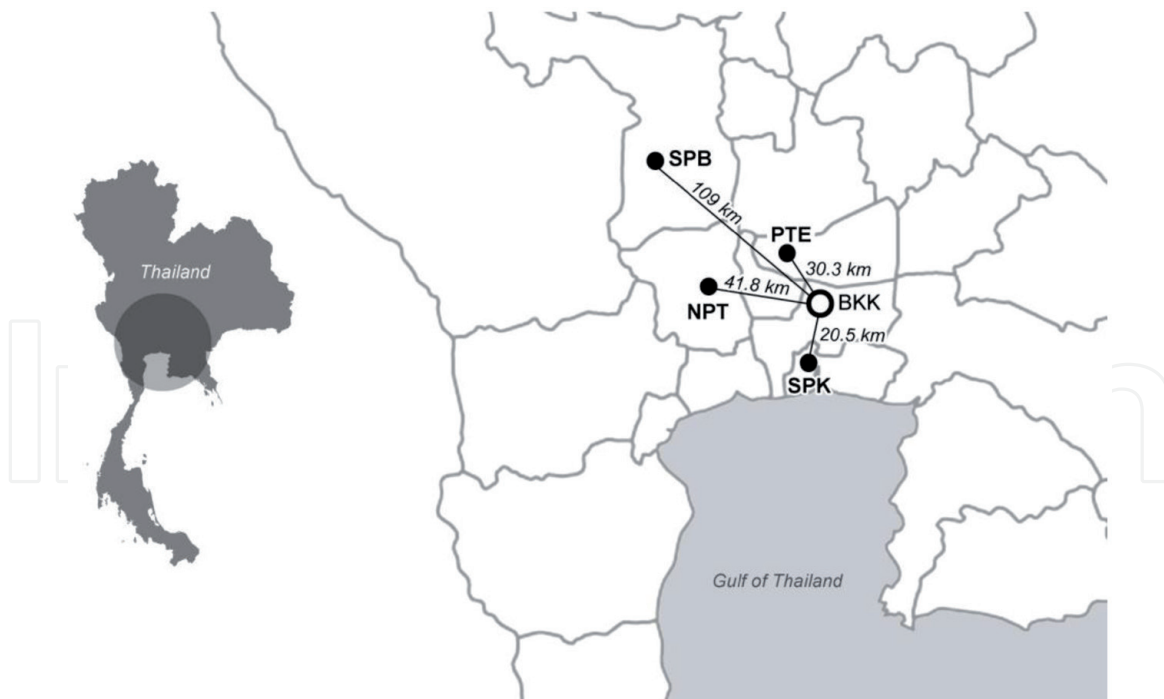 SPB
109 km
PTE
30.3 km
Thailand
41.8 km
BKK
NPT
20.5 km
SPK
Gulf of Thailand